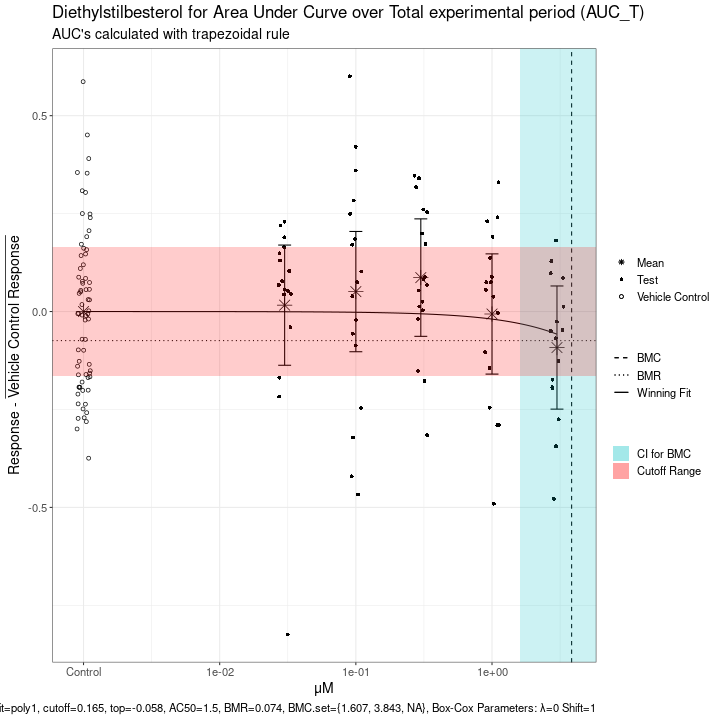 Diethylstilbesterol for Area Under Curve over Total experimental period (AUC_T)
AUC's calculated with trapezoidal rule
Response - Vehicle Control Response
0.5
0.0
-0.5
Control
1e-02
1e-01
1e+00
μM
Mean
Test
Vehicle Control
BMC
BMR
Winning Fit
CI for BMC
Cutoff Range
it=poly1, cutoff=0.165, top=-0.058, AC50=1.5, BMR=0.074, BMC.set={1.607, 3.843, NA}, Box-Cox Parameters: λ=0 Shift=1